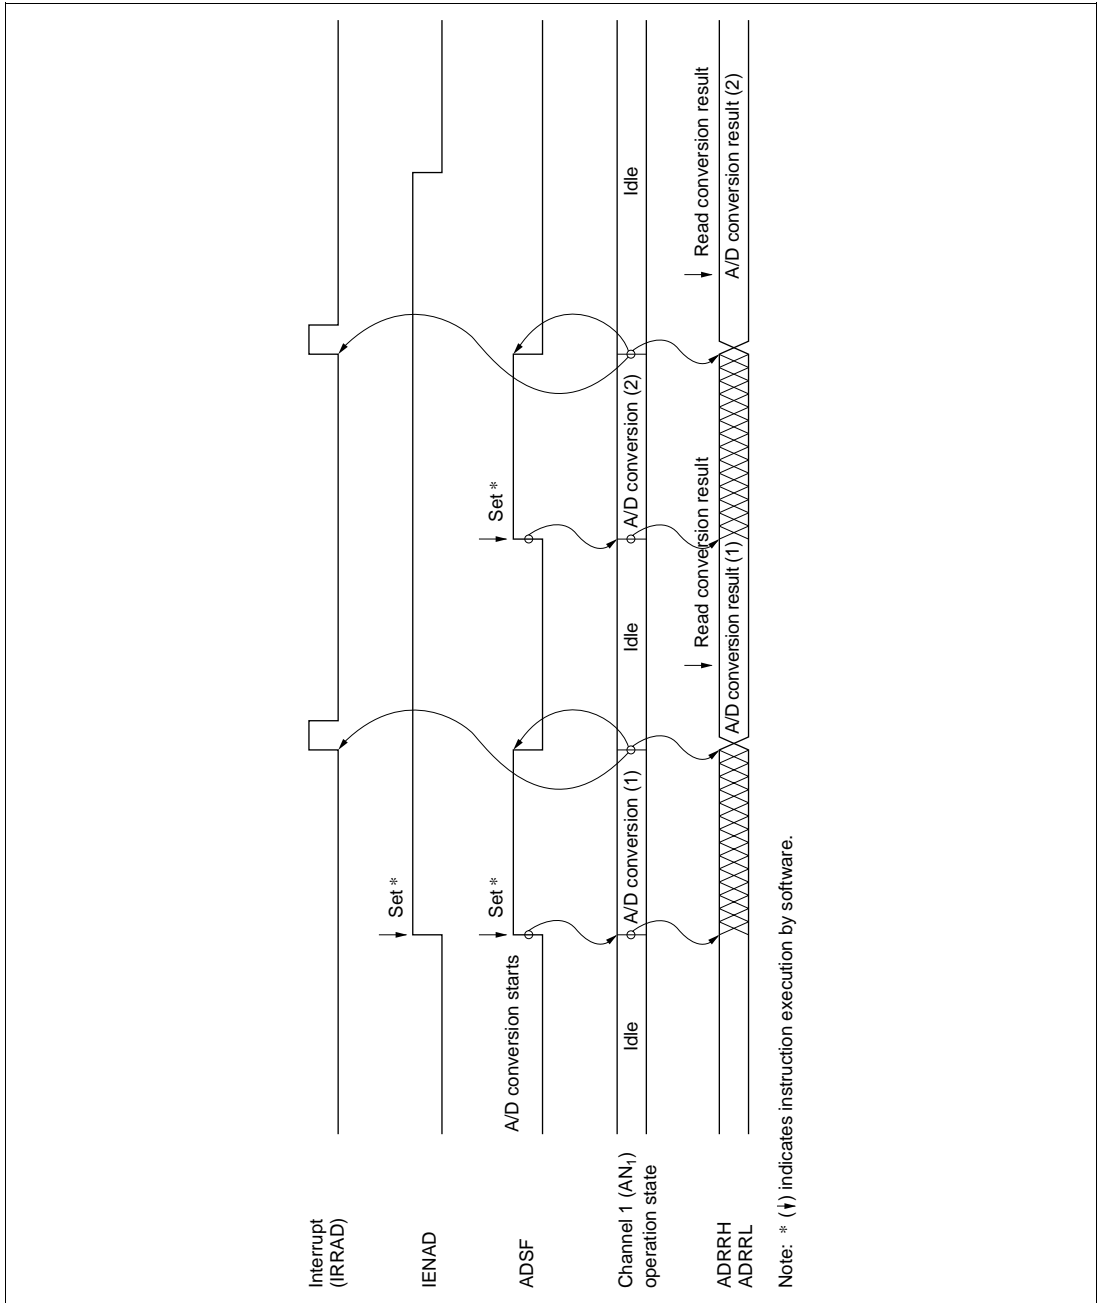 Interrupt
(IRRAD)
IENAD
Set *
ADSF
A/D conversion starts
Set *
Set *
Channel 1 (AN₁)
operation state
Idle
A/D conversion (1)
Idle
A/D conversion (2)
Idle
Read conversion result
Read conversion result
ADRRH
ADRRL
A/D conversion result (1)
A/D conversion result (2)
Note: * (↓) indicates instruction execution by software.